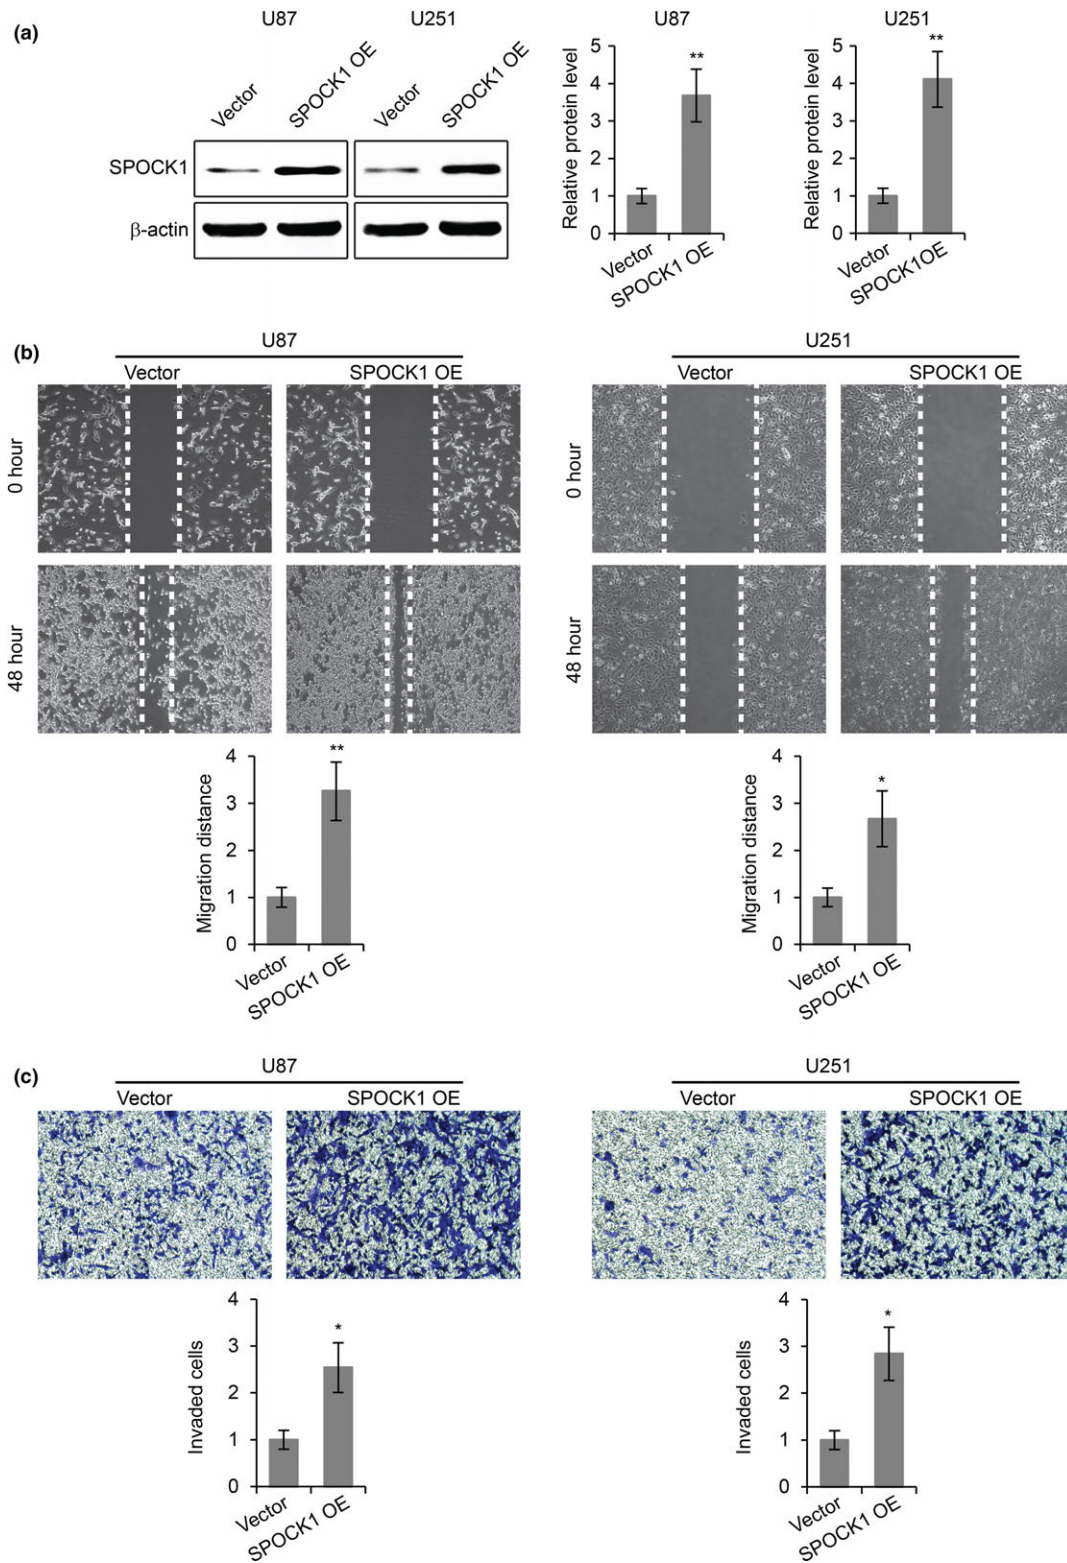 (a)
U87
U251
Vector
SPOCK1 OE
Vector
SPOCK1 OE
SPOCK1
β-actin
U87
Relative protein level
5
4
3
2
1
0
**
Vector
SPOCK1 OE
U251
Relative protein level
5
4
3
2
1
0
**
Vector
SPOCK1OE
(b)
U87
Vector
SPOCK1 OE
0 hour
48 hour
U251
Vector
SPOCK1 OE
0 hour
48 hour
Migration distance
4
3
2
1
0
**
Vector
SPOCK1 OE
Migration distance
4
3
2
1
0
*
Vector
SPOCK1 OE
(c)
U87
Vector
SPOCK1 OE
U251
Vector
SPOCK1 OE
Invaded cells
4
3
2
1
0
*
Vector
SPOCK1 OE
Invaded cells
4
3
2
1
0
*
Vector
SPOCK1 OE